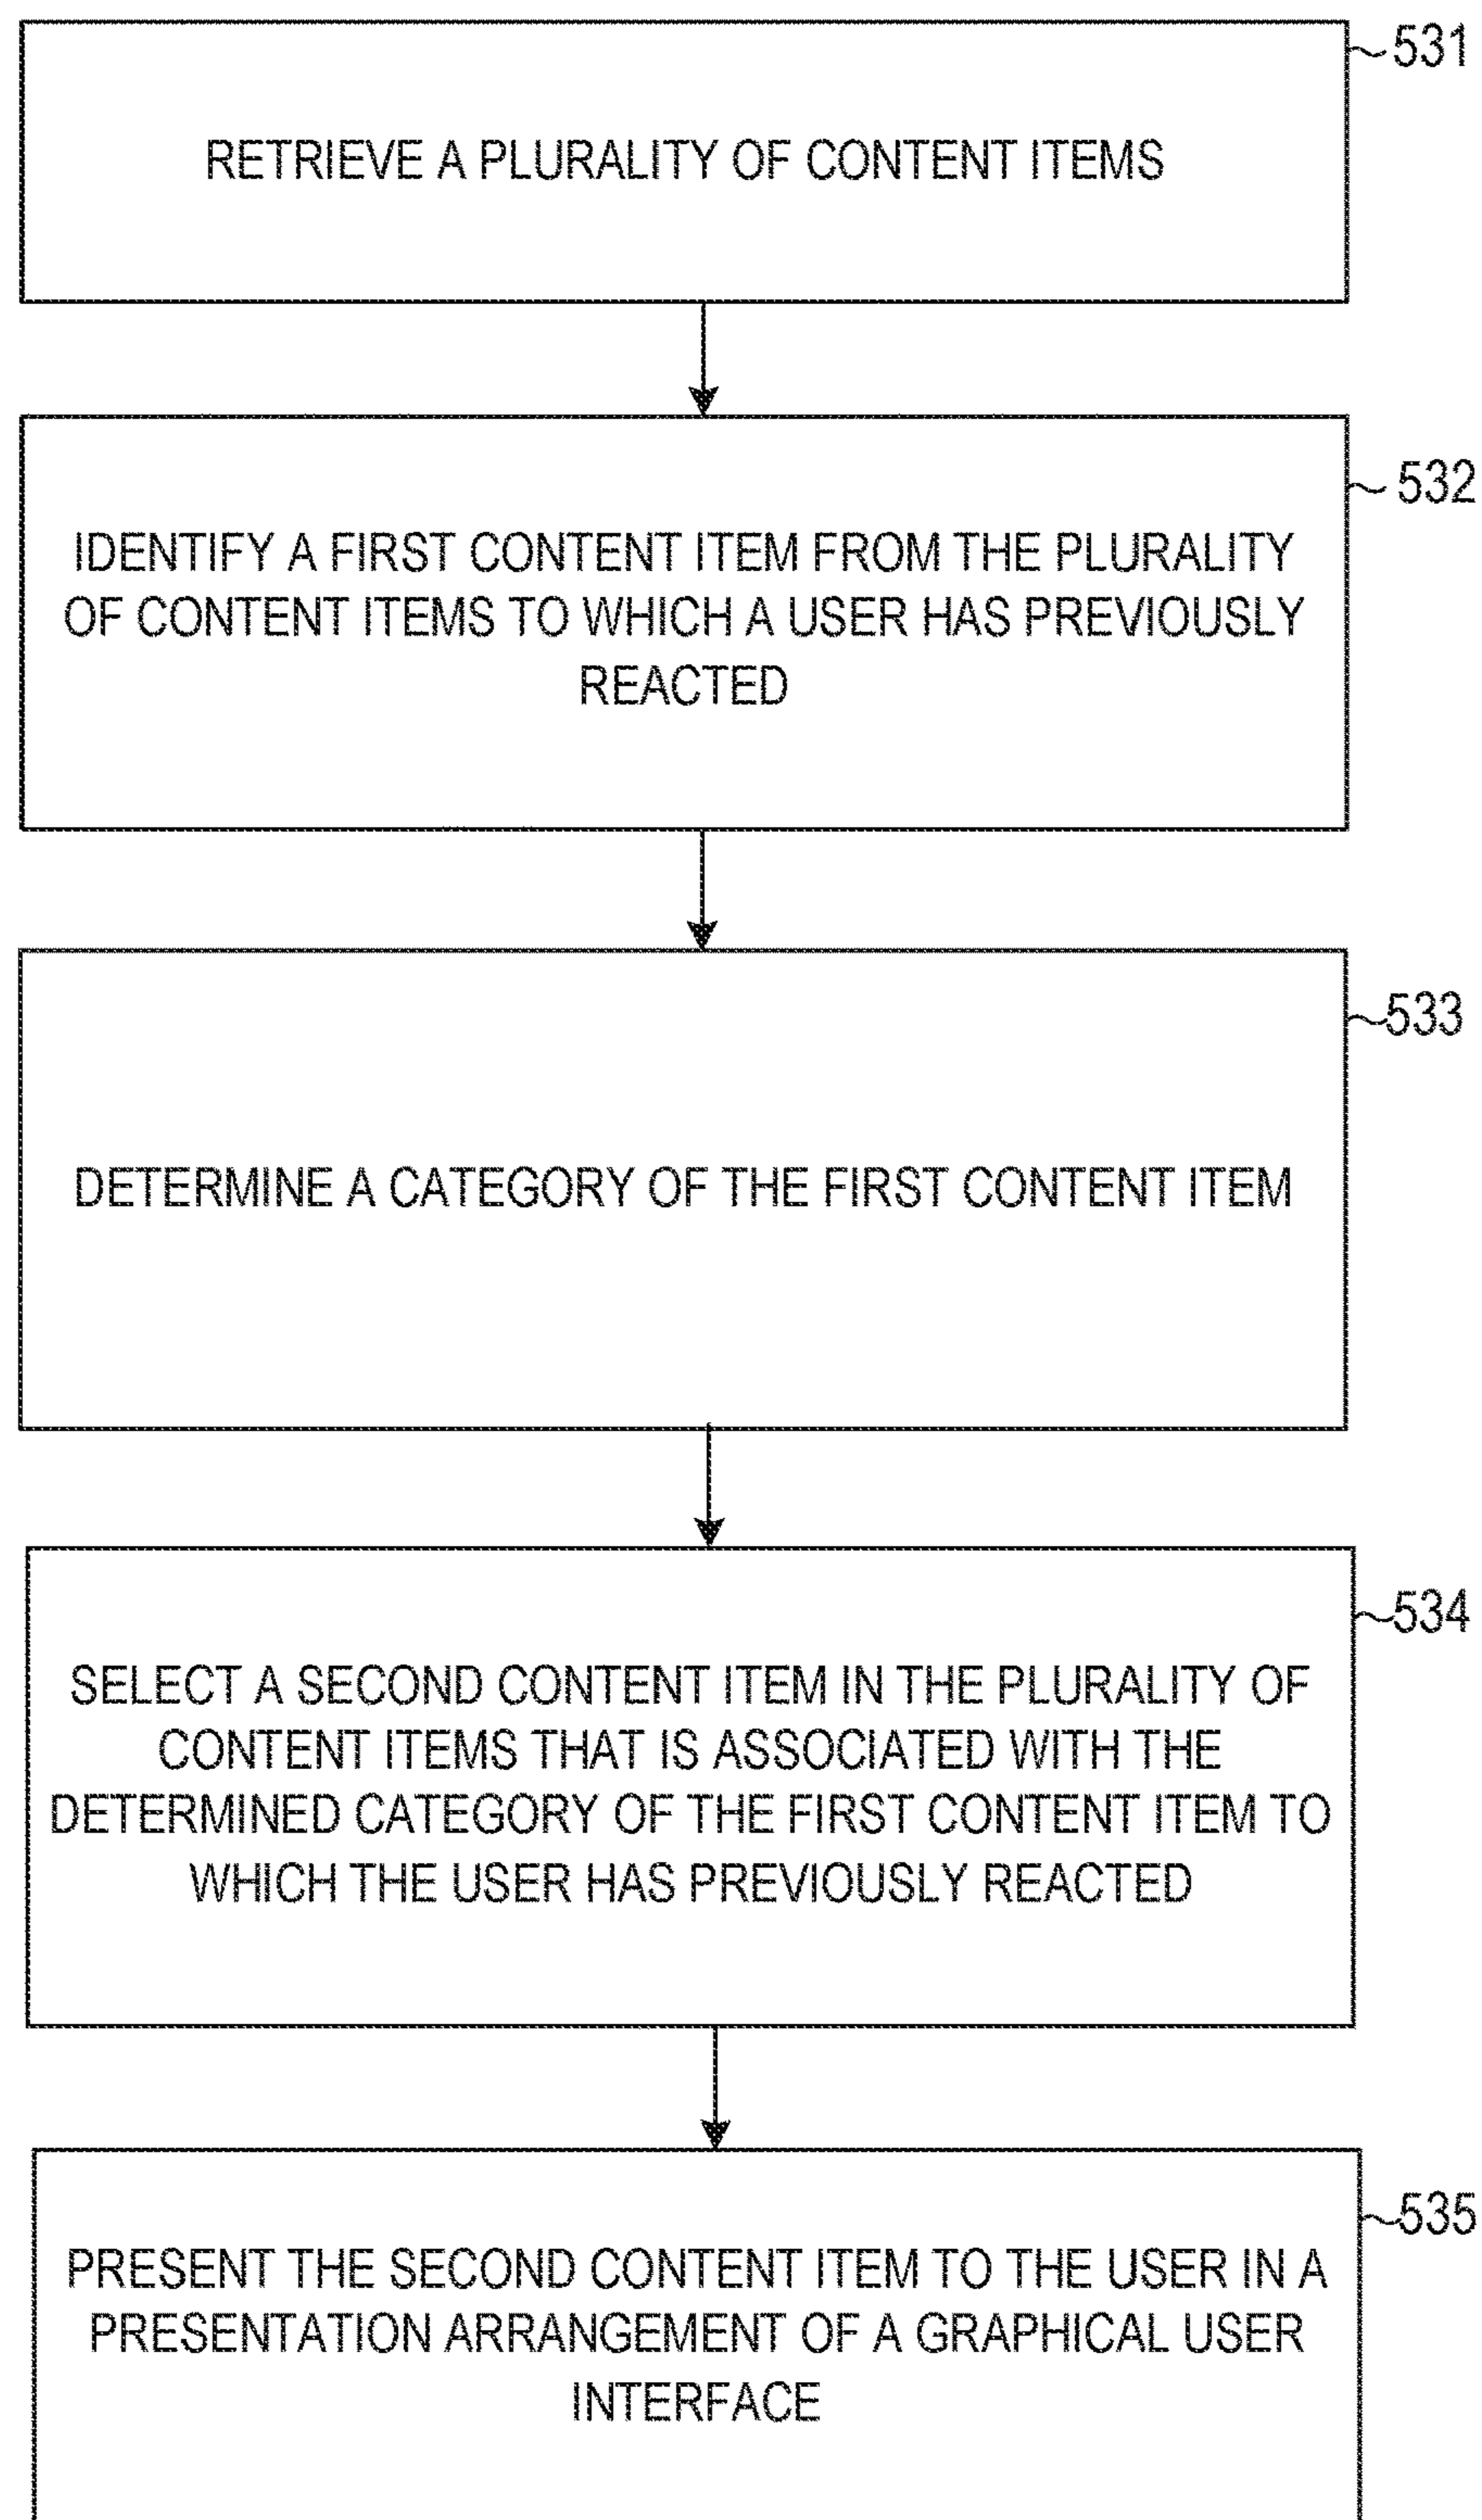 531
RETRIEVE A PLURALITY OF CONTENT ITEMS
532
IDENTIFY A FIRST CONTENT ITEM FROM THE PLURALITY
OF CONTENT ITEMS TO WHICH A USER HAS PREVIOUSLY
REACTED
533
DETERMINE A CATEGORY OF THE FIRST CONTENT ITEM
534
SELECT A SECOND CONTENT ITEM IN THE PLURALITY OF
CONTENT ITEMS THAT IS ASSOCIATED WITH THE
DETERMINED CATEGORY OF THE FIRST CONTENT ITEM TO
WHICH THE USER HAS PREVIOUSLY REACTED
535
PRESENT THE SECOND CONTENT ITEM TO THE USER IN A
PRESENTATION ARRANGEMENT OF A GRAPHICAL USER
INTERFACE